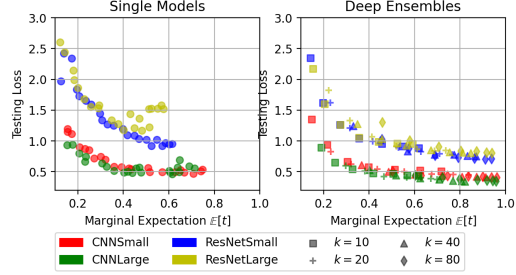 Single Models
Deep Ensembles
3.0
2.5
2.0
1.5
1.0
0.5
Testing Loss
0.2 0.4 0.6 0.8 1.0
Marginal Expectation 𝔼[t]
3.0
2.5
2.0
1.5
1.0
0.5
Testing Loss
0.2 0.4 0.6 0.8 1.0
Marginal Expectation 𝔼[t]
CNNSmall ResNetSmall k = 10 k = 40
CNNLarge ResNetLarge k = 20 k = 80